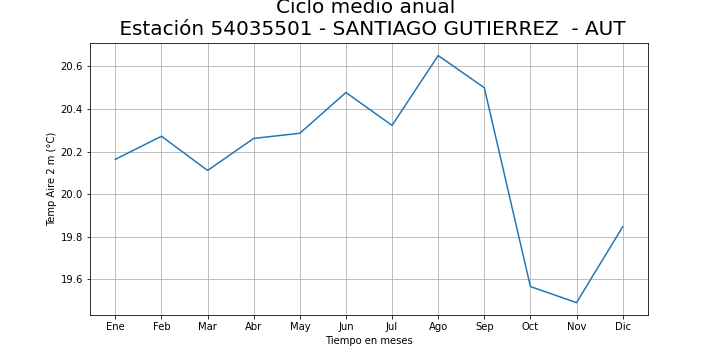 Ciclo medio anual
Estación 54035501 - SANTIAGO GUTIERREZ  - AUT
Temp Aire 2 m (°C)
20.6
20.4
20.2
20.0
19.8
19.6
Ene Feb Mar Abr May Jun Jul Ago Sep Oct Nov Dic
Tiempo en meses